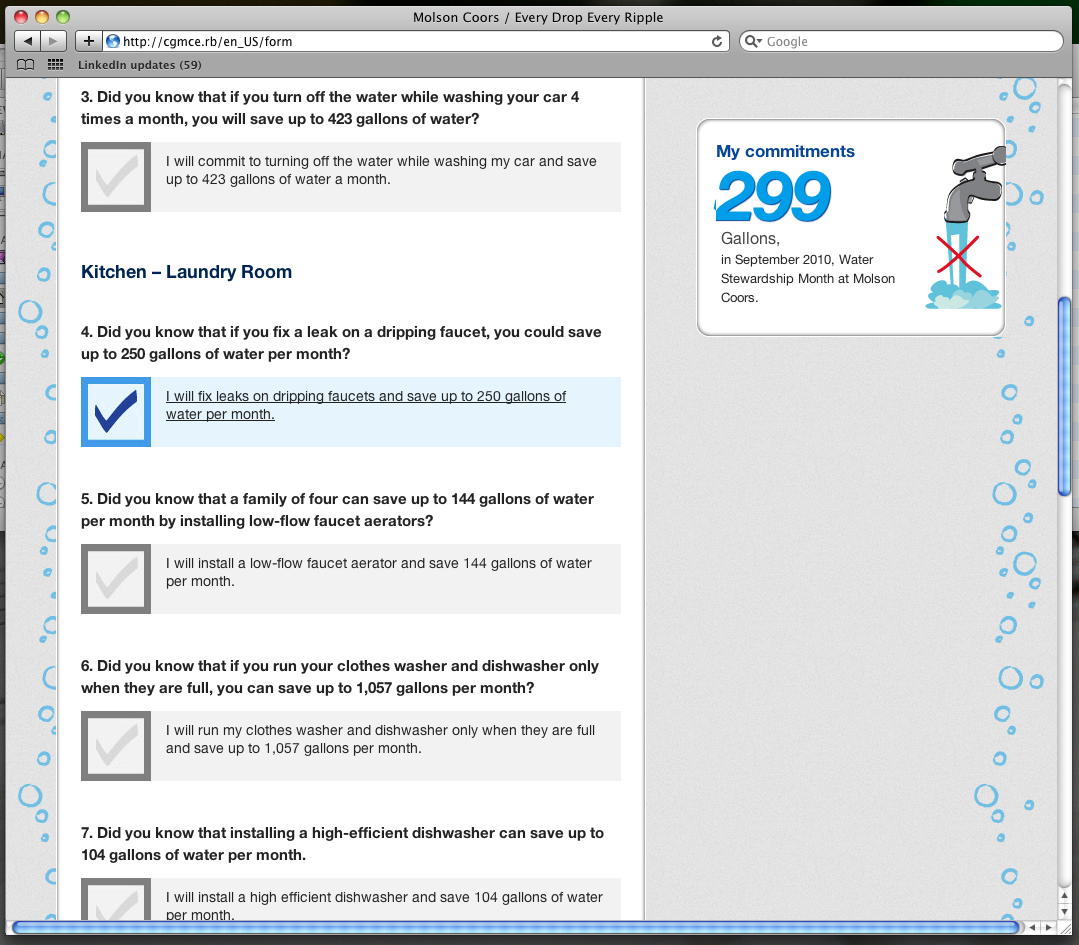 Molson Coors / Every Drop Every Ripple
http://cgmce.rb/en_US/form
Google
LinkedIn updates (59)
3. Did you know that if you turn off the water while washing your car 4
times a month, you will save up to 423 gallons of water?
I will commit to turning off the water while washing my car and save
up to 423 gallons of water a month.
Kitchen – Laundry Room
4. Did you know that if you fix a leak on a dripping faucet, you could save
up to 250 gallons of water per month?
I will fix leaks on dripping faucets and save up to 250 gallons of
water per month.
5. Did you know that a family of four can save up to 144 gallons of water
per month by installing low-flow faucet aerators?
I will install a low-flow faucet aerator and save 144 gallons of water
per month.
6. Did you know that if you run your clothes washer and dishwasher only
when they are full, you can save up to 1,057 gallons per month?
I will run my clothes washer and dishwasher only when they are full
and save up to 1,057 gallons per month.
7. Did you know that installing a high-efficient dishwasher can save up to
104 gallons of water per month.
I will install a high efficient dishwasher and save 104 gallons of water
per month.
My commitments
299
Gallons,
in September 2010, Water
Stewardship Month at Molson
Coors.